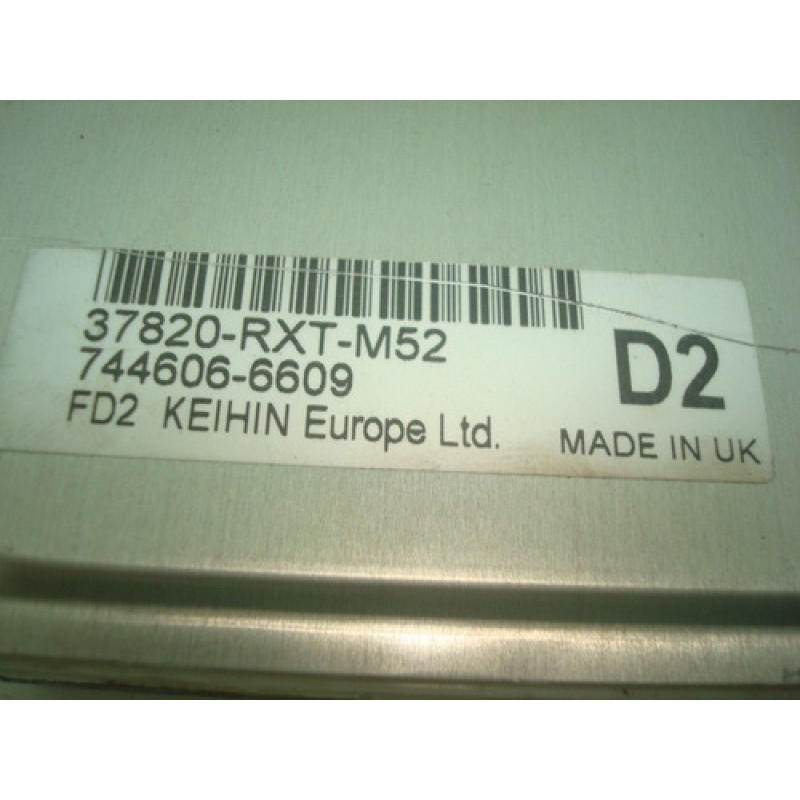 37820-RXT-M52
744606-6609
D2
FD2 KEIHIN Europe Ltd.
MADE IN UK